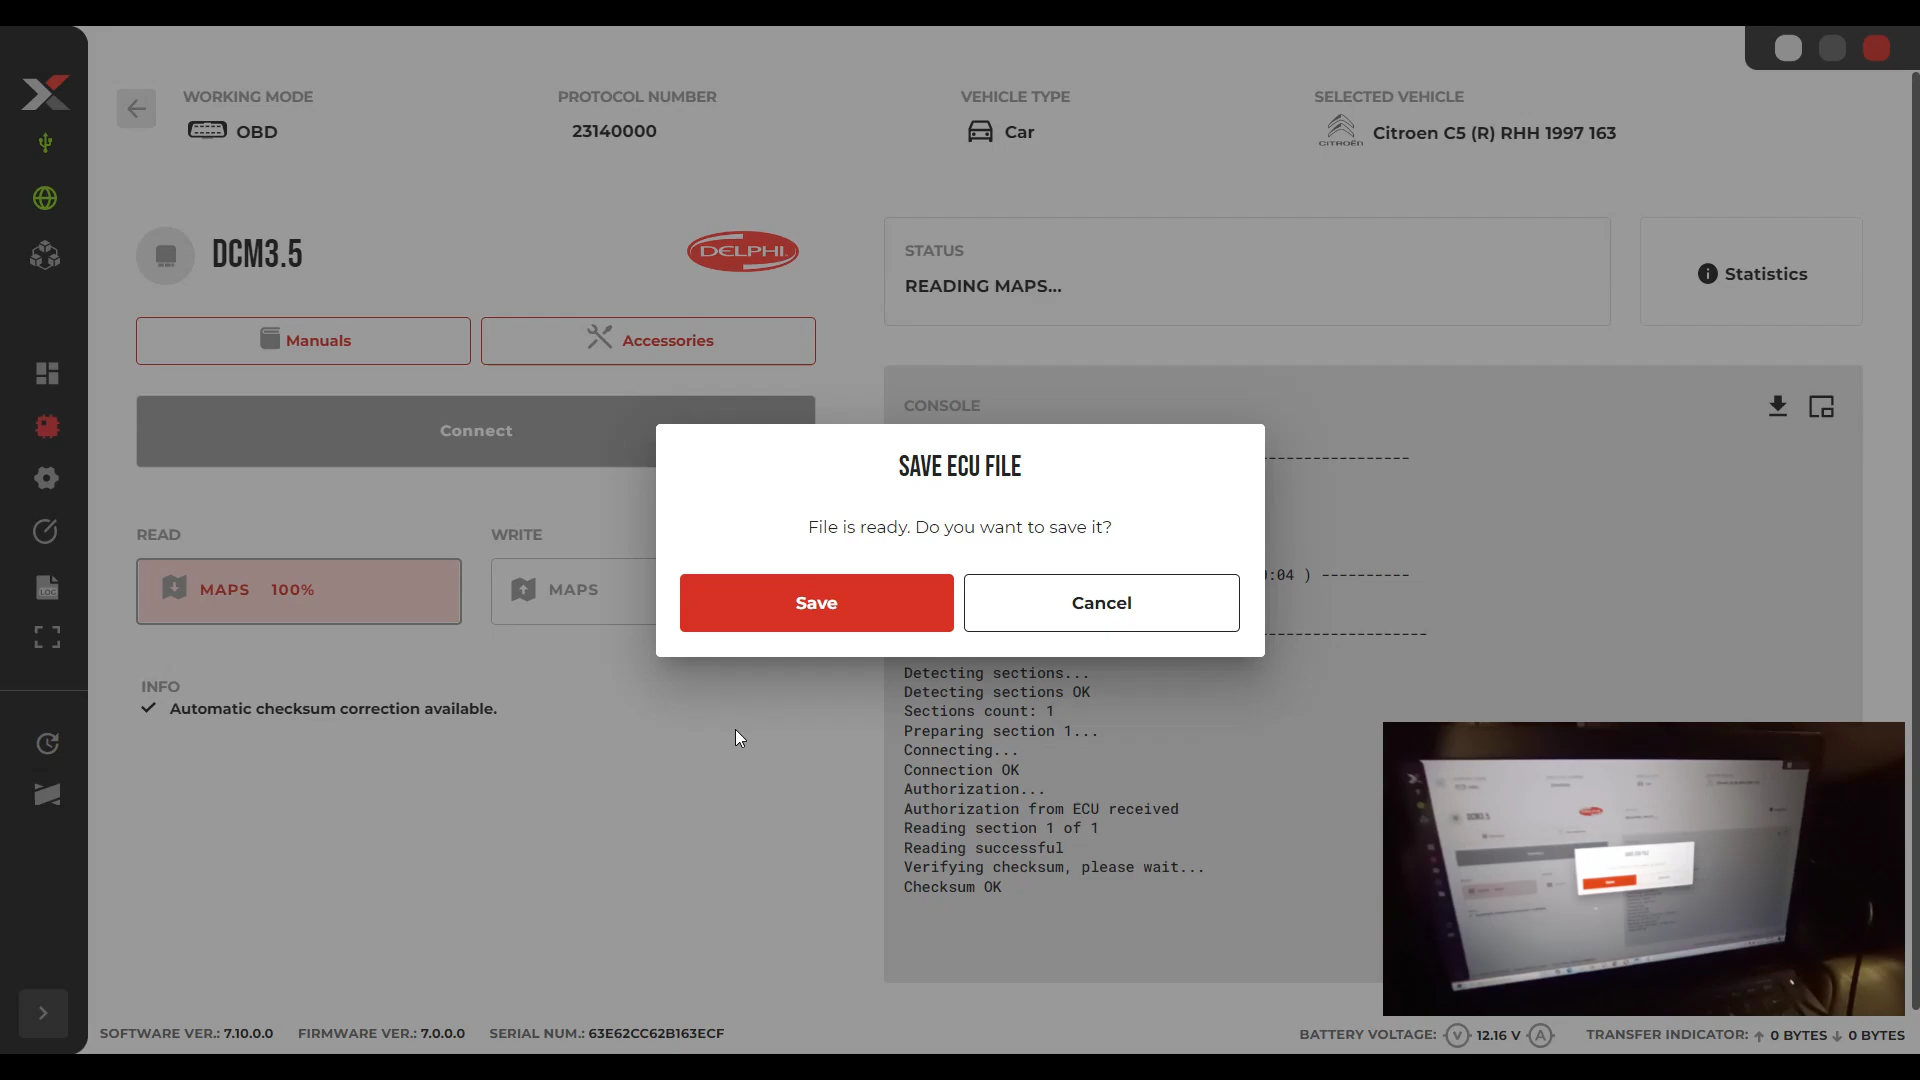 WORKING MODE
OBD
PROTOCOL NUMBER
23140000
VEHICLE TYPE
Car
SELECTED VEHICLE
CITROËN
Citroen C5 (R) RHH 1997 163
DCM3.5
DELPHI
Manuals
Accessories
Connect
READ
MAPS 100%
WRITE
MAPS
INFO
Automatic checksum correction available.
STATUS
READING MAPS...
Statistics
CONSOLE
-----------------
:04 ) ----------
-------------------
Detecting sections...
Detecting sections OK
Sections count: 1
Preparing section 1...
Connecting...
Connection OK
Authorization...
Authorization from ECU received
Reading section 1 of 1
Reading successful
Verifying checksum, please wait...
Checksum OK
SAVE ECU FILE
File is ready. Do you want to save it?
Save
Cancel
LOG
DCM3.5
SOFTWARE VER.: 7.10.0.0
FIRMWARE VER.: 7.0.0.0
SERIAL NUM.: 63E62CC62B163ECF
BATTERY VOLTAGE: V 12.16 V A
TRANSFER INDICATOR: 0 BYTES 0 BYTES